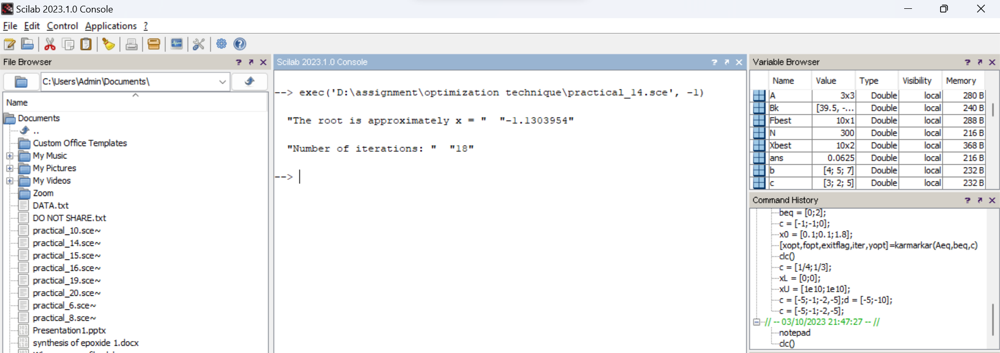 Scilab 2023.1.0 Console
File Edit Control Applications ?
File Browser ?
C:\Users\Admin\Documents\
Name
Documents
..
Custom Office Templates
My Music
My Pictures
My Videos
Zoom
DATA.txt
DO NOT SHARE.txt
practical_10.sce~
practical_14.sce~
practical_15.sce~
practical_16.sce~
practical_19.sce~
practical_20.sce~
practical_6.sce~
practical_8.sce~
Presentation1.pptx
synthesis of epoxide 1.docx
Scilab 2023.1.0 Console ?
--> exec('D:\assignment\optimization technique\practical_14.sce', -1)
"The root is approximately x = "  "-1.1303954"
"Number of iterations: "  "18"
-->
Variable Browser ?
Name Value Type Visibility Memory
A 3x3 Double local 280 B
Bk [39.5, -... Double local 240 B
Fbest 10x1 Double local 288 B
N 300 Double local 216 B
Xbest 10x2 Double local 368 B
ans 0.0625 Double local 216 B
b [4; 5; 7] Double local 232 B
c [3; 2; 5] Double local 232 B
Command History ?
beq = [0;2];
c = [-1;-1;0];
x0 = [0.1;0.1;1.8];
[xopt,fopt,exitflag,iter,yopt]=karmarkar(Aeq,beq,c)
clc()
c = [1/4;1/3];
xL = [0;0];
xU = [1e10;1e10];
c = [-5;-1;-2,-5];d = [-5;-10];
c = [-5;-1;-2,-5];
// -- 03/10/2023 21:47:27 -- //
notepad
clc()